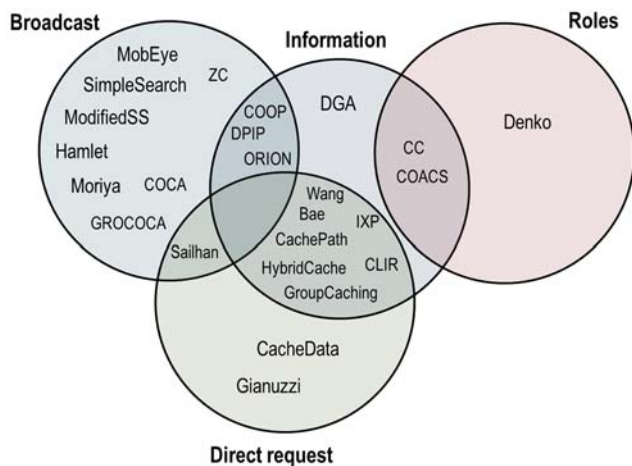 Broadcast
Information
Roles
MobEye
SimpleSearch
ZC
ModifiedSS
Hamlet
Moriya
COCA
GROCOCA
COOP
DPIP
ORION
DGA
CC
COACS
Denko
Sailhan
Wang
Bae
IXP
CachePath
HybridCache
CLIR
GroupCaching
CacheData
Gianuzzi
Direct request